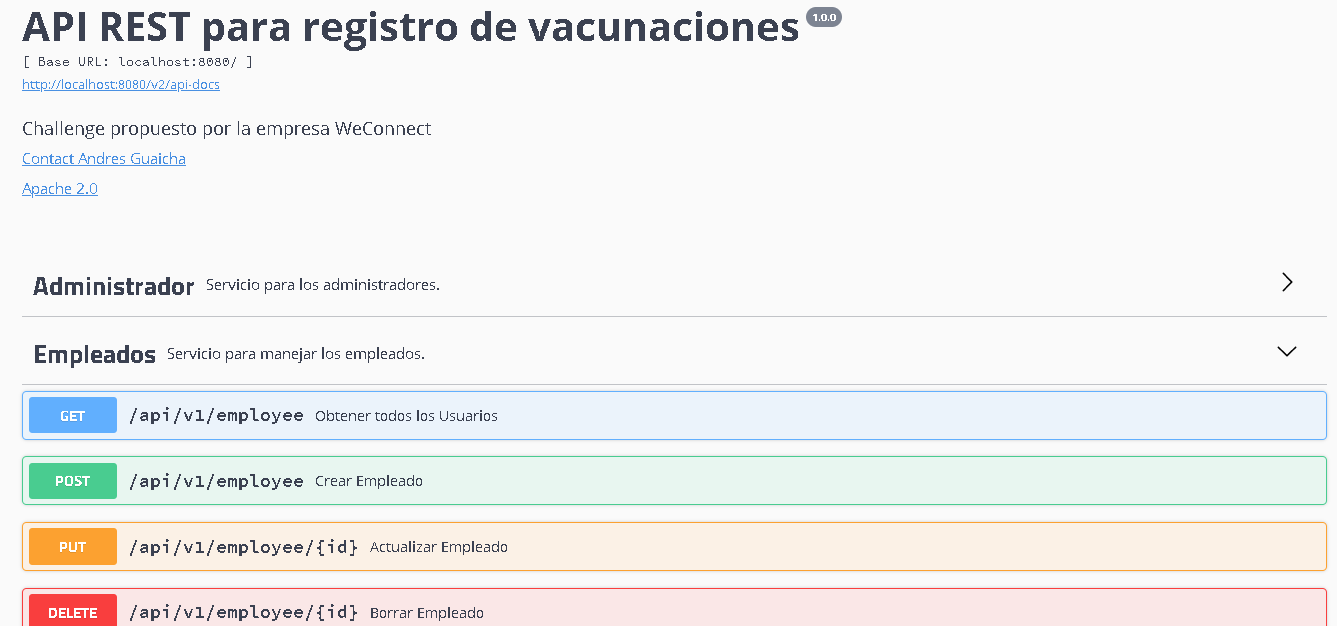 API REST para registro de vacunaciones 1.0.0
[ Base URL: localhost:8080/ ]
http://localhost:8080/v2/api-docs
Challenge propuesto por la empresa WeConnect
Contact Andres Guaicha
Apache 2.0
Administrador Servicio para los administradores.
Empleados Servicio para manejar los empleados.
GET /api/v1/employee Obtener todos los Usuarios
POST /api/v1/employee Crear Empleado
PUT /api/v1/employee/{id} Actualizar Empleado
DELETE /api/v1/employee/{id} Borrar Empleado